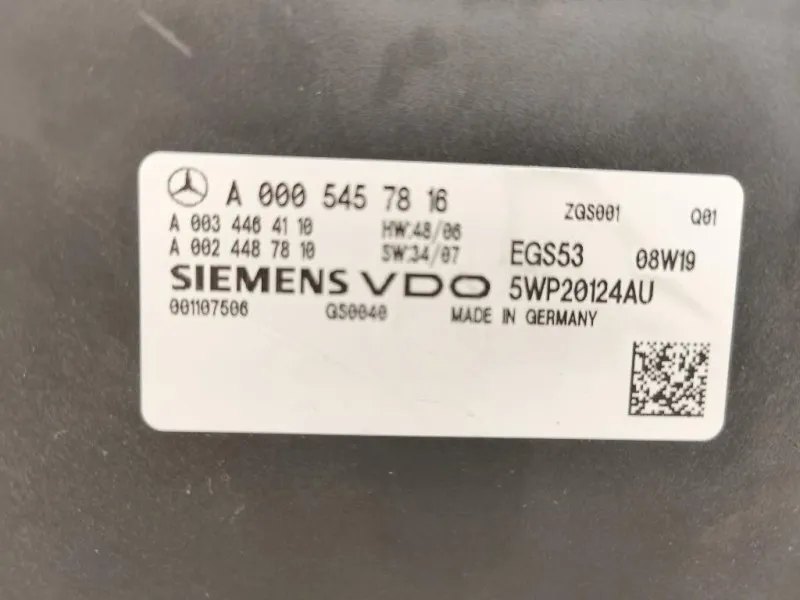 A 000 545 78 16
ZGS001 Q01
A 003 446 41 10 HW:48/06
A 002 448 78 10 SW:34/07 EGS53 08W19
SIEMENS VDO 5WP20124AU
001107506 GS0040 MADE IN GERMANY